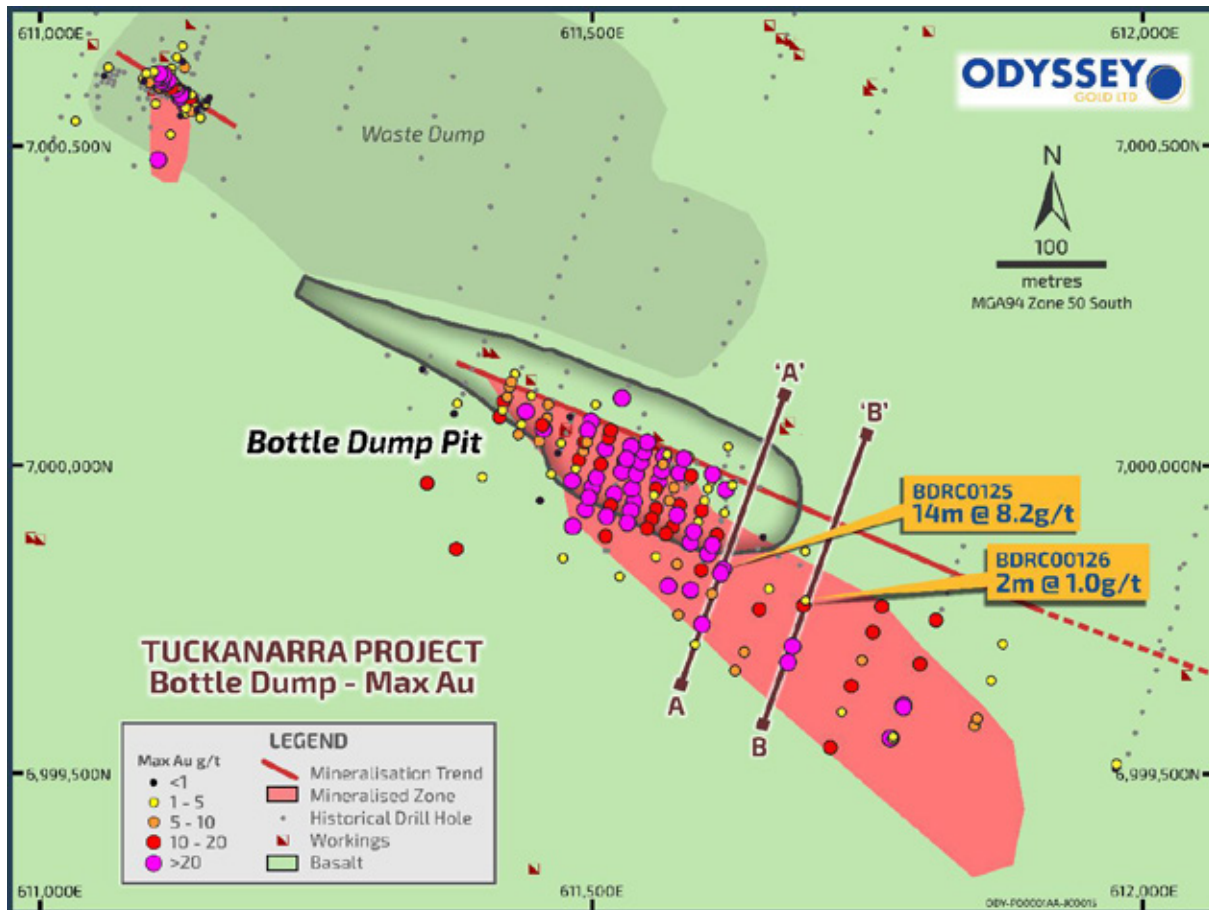 611,000E
611,500E
612,000E
ODYSSEY
GOLD LTD
Waste Dump
7,000,500N
7,000,500N
N
100
metres
MGA94 Zone 50 South
'A'
'B'
Bottle Dump Pit
7,000,000N
7,000,000N
BDRC0125
14m @ 8.2g/t
BDRC00126
2m @ 1.0g/t
TUCKANARRA PROJECT
Bottle Dump - Max Au
A
B
LEGEND
Max Au g/t
<1
1 - 5
5 - 10
10 - 20
>20
Mineralisation Trend
Mineralised Zone
Historical Drill Hole
Workings
Basalt
6,999,500N
6,999,500N
611,000E
611,500E
612,000E